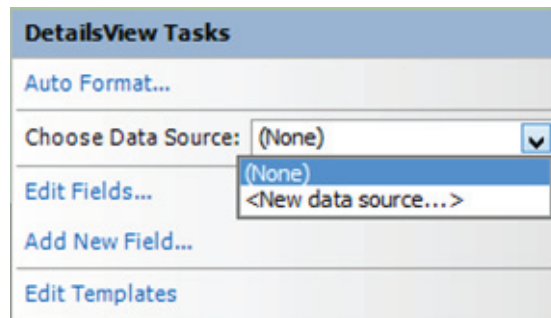 DetailsView Tasks
Auto Format...
Choose Data Source: (None)
(None)
Edit Fields...
<New data source...>
Add New Field...
Edit Templates